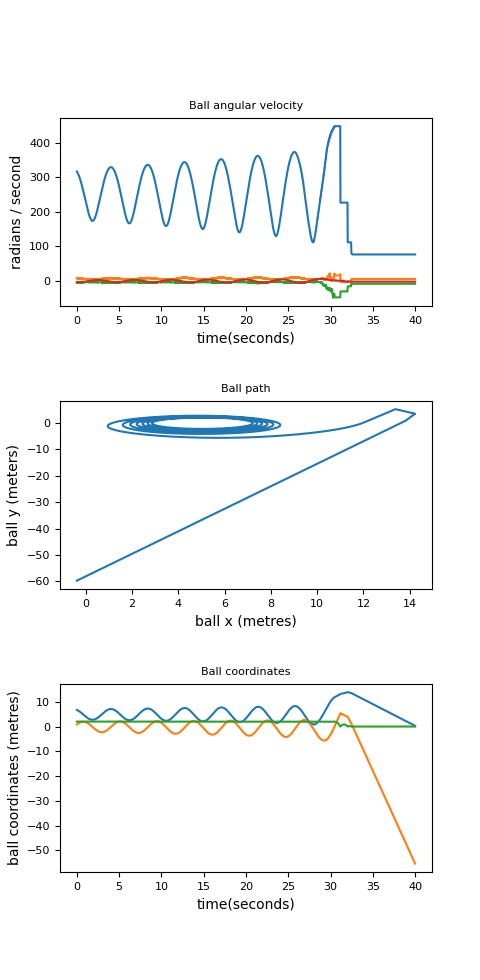 Ball angular velocity
radians / second
400
300
200
100
0
0 5 10 15 20 25 30 35 40
time(seconds)
Ball path
ball y (meters)
0
−10
−20
−30
−40
−50
−60
0 2 4 6 8 10 12 14
ball x (metres)
Ball coordinates
ball coordinates (metres)
10
0
−10
−20
−30
−40
−50
0 5 10 15 20 25 30 35 40
time(seconds)